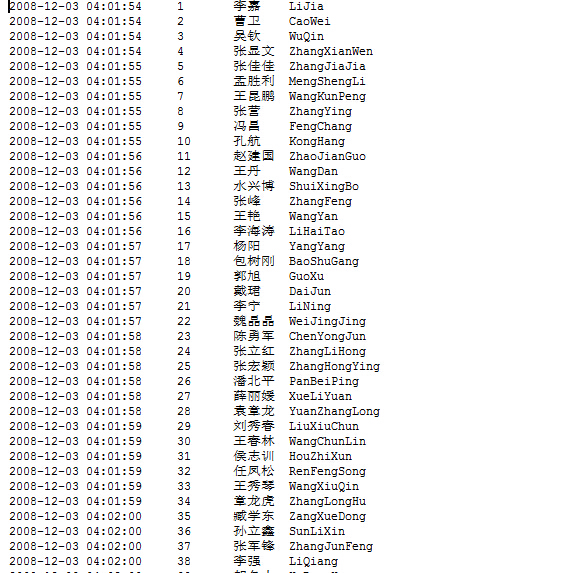 2008-12-03 04:01:54 1 李嘉 LiJia
2008-12-03 04:01:54 2 曹卫 CaoWei
2008-12-03 04:01:54 3 吴钦 WuQin
2008-12-03 04:01:54 4 张显文 ZhangXianWen
2008-12-03 04:01:55 5 张佳佳 ZhangJiaJia
2008-12-03 04:01:55 6 孟胜利 MengShengLi
2008-12-03 04:01:55 7 王昆鹏 WangKunPeng
2008-12-03 04:01:55 8 张营 ZhangYing
2008-12-03 04:01:55 9 冯昌 FengChang
2008-12-03 04:01:55 10 孔航 KongHang
2008-12-03 04:01:56 11 赵建国 ZhaoJianGuo
2008-12-03 04:01:56 12 王丹 WangDan
2008-12-03 04:01:56 13 水兴博 ShuiXingBo
2008-12-03 04:01:56 14 张峰 ZhangFeng
2008-12-03 04:01:56 15 王艳 WangYan
2008-12-03 04:01:56 16 李海涛 LiHaiTao
2008-12-03 04:01:57 17 杨阳 YangYang
2008-12-03 04:01:57 18 包树刚 BaoShuGang
2008-12-03 04:01:57 19 郭旭 GuoXu
2008-12-03 04:01:57 20 戴珺 DaiJun
2008-12-03 04:01:57 21 李宁 LiNing
2008-12-03 04:01:57 22 魏晶晶 WeiJingJing
2008-12-03 04:01:58 23 陈勇军 ChenYongJun
2008-12-03 04:01:58 24 张立红 ZhangLiHong
2008-12-03 04:01:58 25 张宏颖 ZhangHongYing
2008-12-03 04:01:58 26 潘北平 PanBeiPing
2008-12-03 04:01:58 27 薛丽媛 XueLiYuan
2008-12-03 04:01:58 28 袁章龙 YuanZhangLong
2008-12-03 04:01:59 29 刘秀春 LiuXiuChun
2008-12-03 04:01:59 30 王春林 WangChunLin
2008-12-03 04:01:59 31 侯志训 HouZhiXun
2008-12-03 04:01:59 32 任凤松 RenFengSong
2008-12-03 04:01:59 33 王秀琴 WangXiuQin
2008-12-03 04:01:59 34 章龙虎 ZhangLongHu
2008-12-03 04:02:00 35 臧学东 ZangXueDong
2008-12-03 04:02:00 36 孙立鑫 SunLiXin
2008-12-03 04:02:00 37 张军锋 ZhangJunFeng
2008-12-03 04:02:00 38 李强 LiQiang